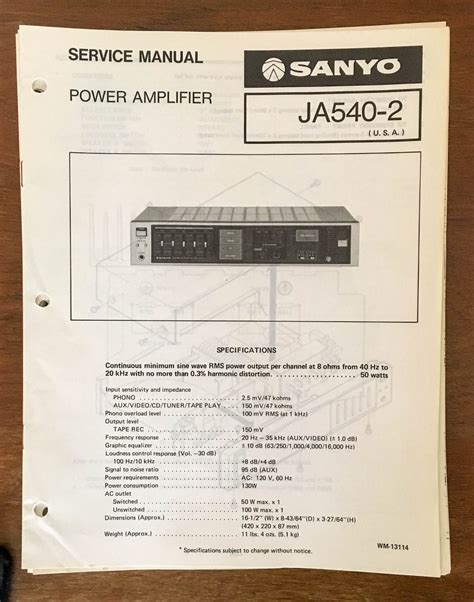 SERVICE MANUAL
POWER AMPLIFIER
SANYO
JA540-2
(U.S.A.)
SANYO
SPECIFICATIONS
Continuous minimum sine wave RMS power output per channel at 8 ohms from 40 Hz to
20 kHz with no more than 0.3% harmonic distortion. 50 watts
Input sensitivity and impedance
PHONO 2.5 mV/47 kohms
AUX/VIDEO/CD/TUNER/TAPE PLAY 150 mV/47 kohms
Phono overload level 100 mV RMS (at 1 kHz)
Output level
TAPE REC 150 mV
Frequency response 20 Hz – 35 kHz (AUX/VIDEO) (± 1.0 dB)
Graphic equalizer ± 10 dB (63/250/1,000/4,000/16,000 Hz)
Loudness control response (Vol. –30 dB)
100 Hz/10 kHz +8 dB/+4 dB
Signal to noise ratio 95 dB (AUX)
Power requirements AC: 120 V, 60 Hz
Power consumption 130W
AC outlet
Switched 50 W max. x 1
Unswitched 100 W max. x 1
Dimensions (Approx.) 16-1/2" (W) x 8-43/64" (D) x 3-27/64" (H)
(420 x 220 x 87 mm)
Weight (Approx.) 11 lbs. 4 ozs. (5.1 kg)
* Specifications subject to change without notice.
WM-13114